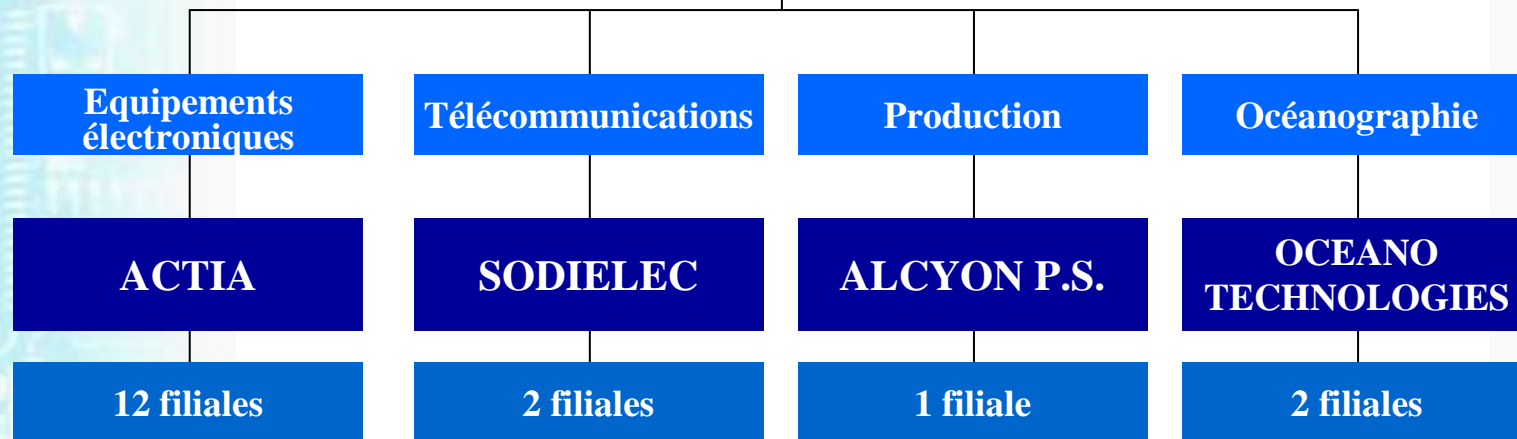 Equipements
électroniques
Télécommunications
Production
Océanographie
ACTIA
SODIELEC
ALCYON P.S.
OCEANO
TECHNOLOGIES
12 filiales
2 filiales
1 filiale
2 filiales